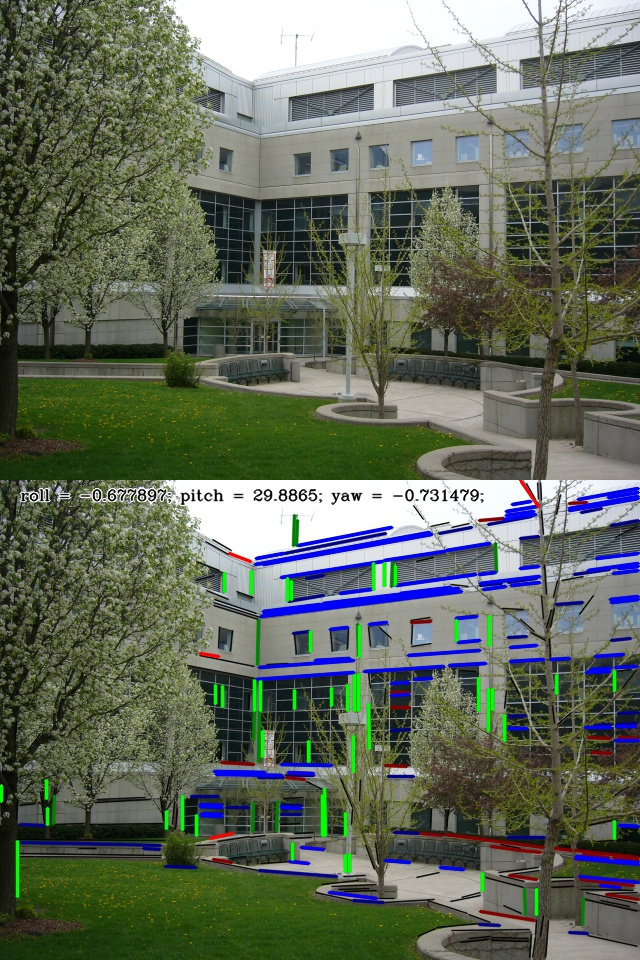 roll = −0.677897; pitch = 29.8865; yaw = −0.731479;